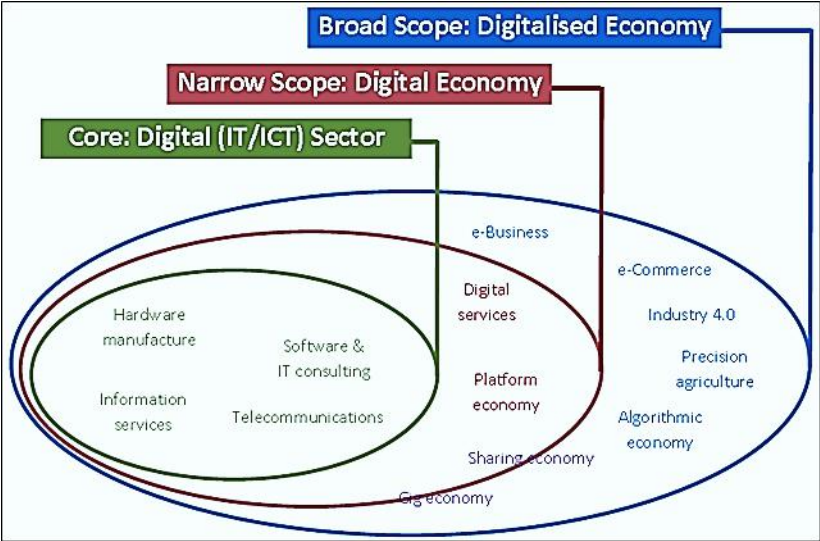 Broad Scope: Digitalised Economy
Narrow Scope: Digital Economy
Core: Digital (IT/ICT) Sector
e-Business
e-Commerce
Digital
services
Hardware
manufacture
Industry 4.0
Software &
IT consulting
Precision
agriculture
Platform
economy
Information
services
Telecommunications
Algorithmic
economy
Sharing economy
Gig economy